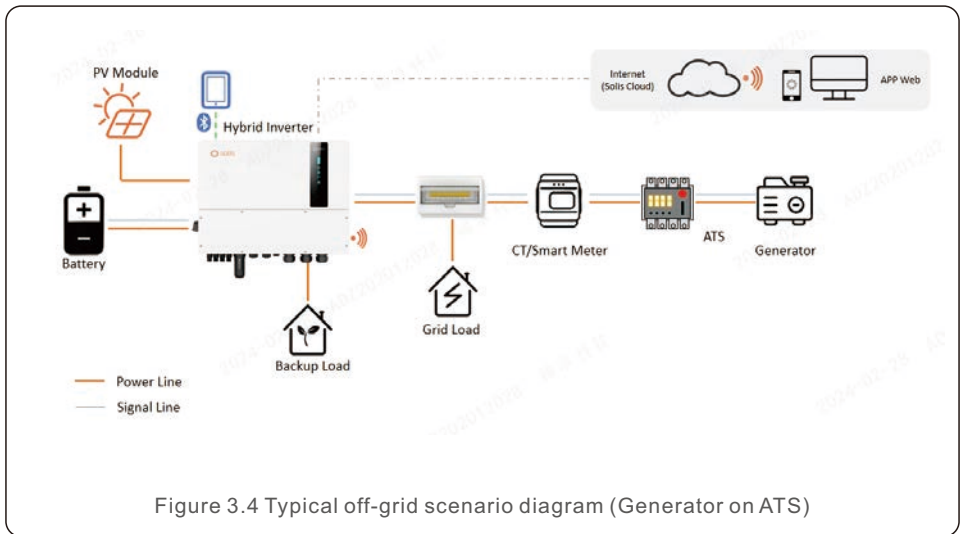 PV Module
Internet
(Solis Cloud)
APP Web
Hybrid Inverter
solis
Battery
CT/Smart Meter
ATS
Generator
Grid Load
Backup Load
Power Line
Signal Line
Figure 3.4 Typical off-grid scenario diagram (Generator on ATS)